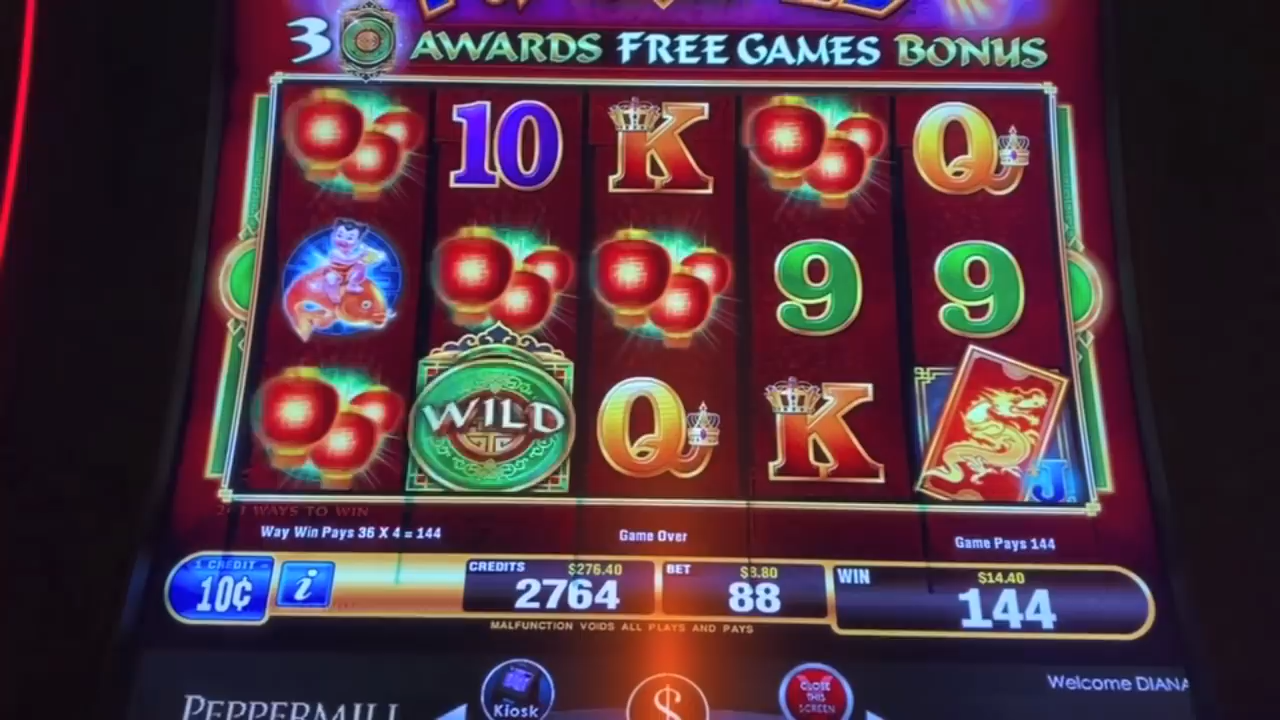 3 AWARDS FREE GAMES BONUS
10 K Q
9 9
WILD Q K J
WAYS TO WIN
Way Win Pays 36 X 4 = 144
Game Over
Game Pays 144
1 CREDIT =
10¢
i
CREDITS $276.40
2764
BET $8.80
88
WIN $14.40
144
MALFUNCTION VOIDS ALL PLAYS AND PAYS
Welcome DIANA
PEPPERMILL
Kiosk
$
CLOSE
THIS
SCREEN